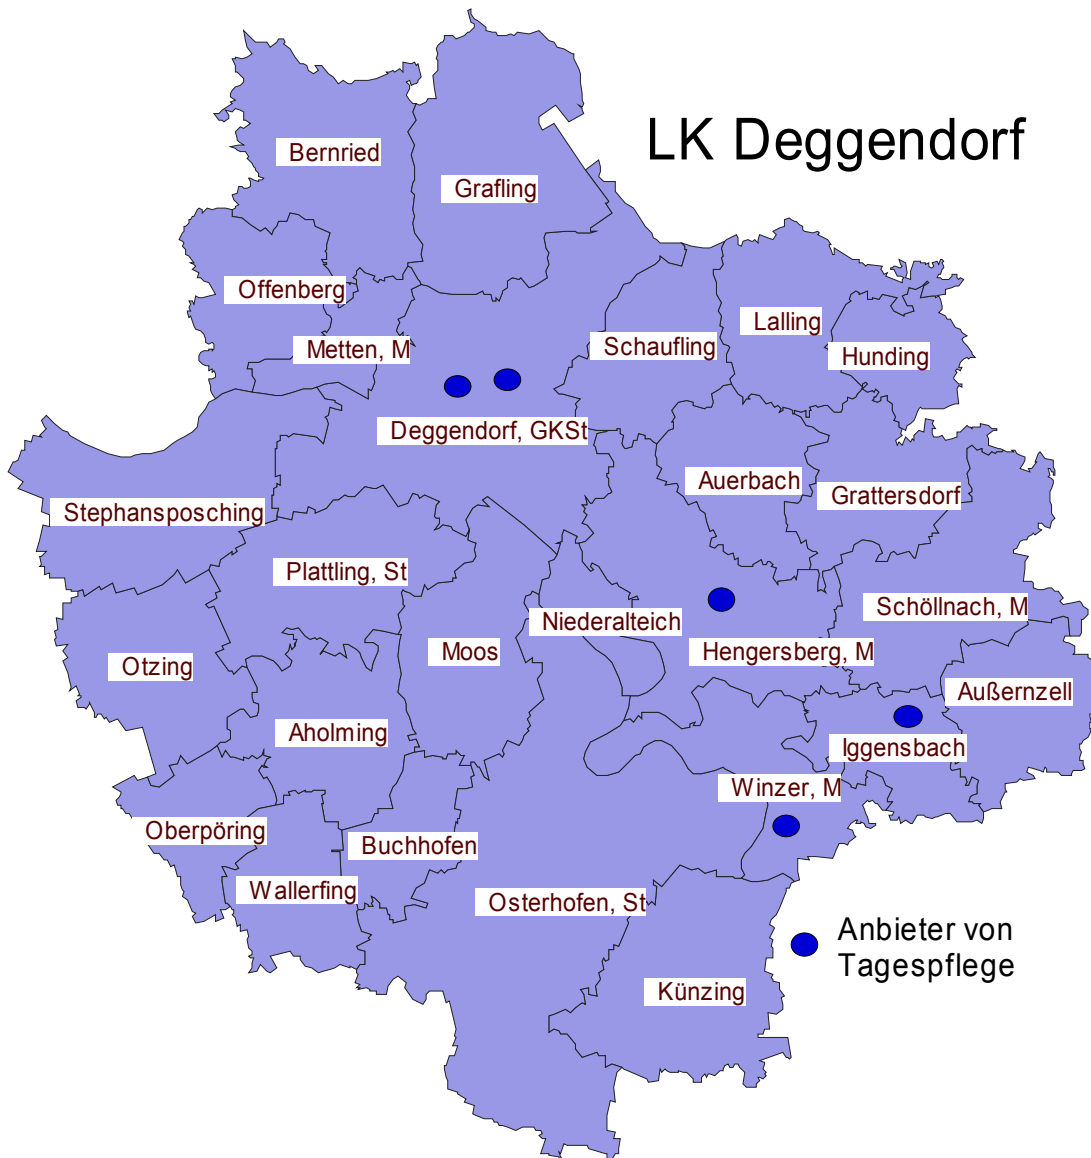 LK Deggendorf
Bernried
Grafling
Offenberg
Metten, M
Schaufling
Lalling
Hunding
Deggendorf, GKSt
Auerbach
Grattersdorf
Stephansposching
Plattling, St
Niederalteich
Schöllnach, M
Otzing
Moos
Hengersberg, M
Außernzell
Aholming
Iggensbach
Winzer, M
Oberpöring
Buchhofen
Wallerfing
Osterhofen, St
Künzing
Anbieter von
Tagespflege